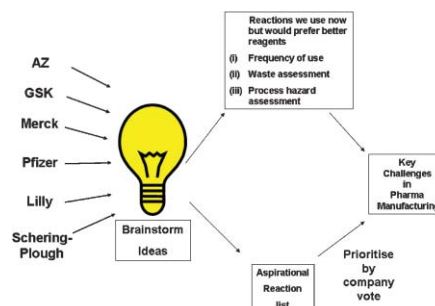 AZ
GSK
Merck
Pfizer
Lilly
Schering-
Plough
Brainstorm
Ideas
Reactions we use now
but would prefer better
reagents
(i) Frequency of use
(ii) Waste assessment
(iii) Process hazard
assessment
Aspirational
Reaction
list
Key
Challenges
in
Pharma
Manufacturing
Prioritise
by
company
vote